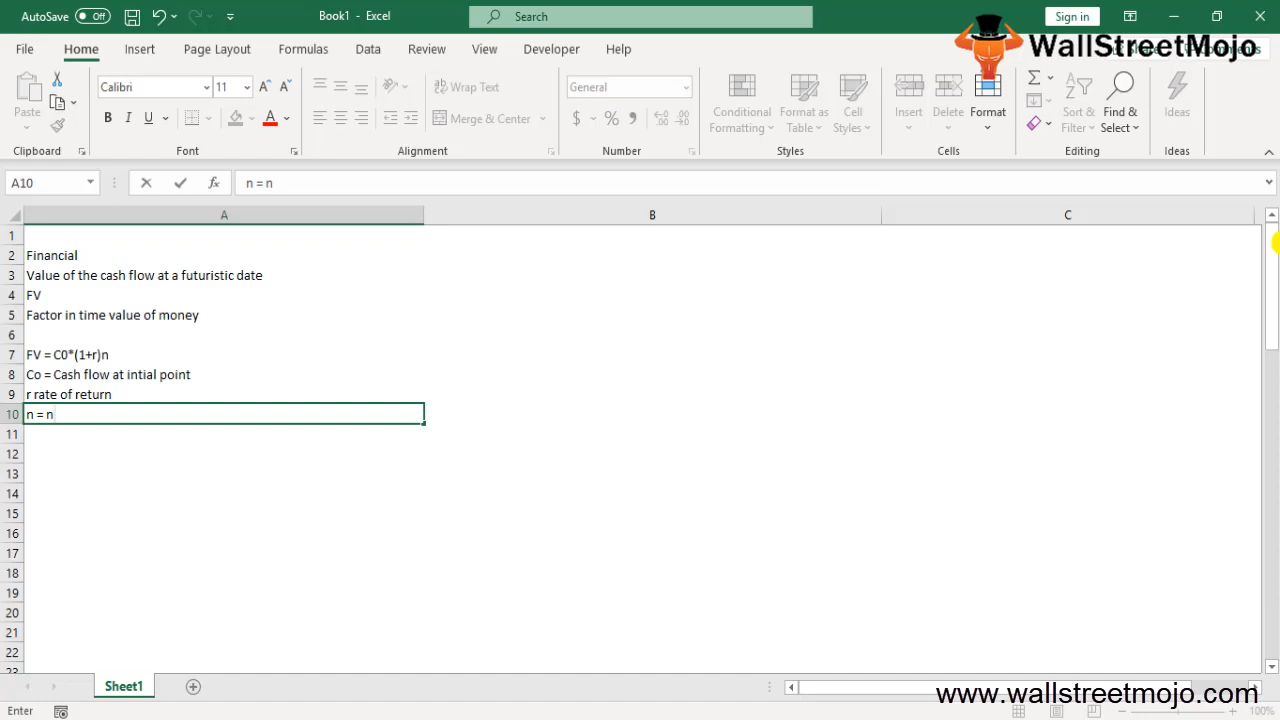 AutoSave Off Book1 - Excel Search Sign in
File Home Insert Page Layout Formulas Data Review View Developer Help WallStreetMojo
Paste Calibri 11 Wrap Text General Conditional Formatting Format as Table Cell Styles Insert Delete Format Sort & Filter Find & Select Ideas
B I U A Merge & Center $ %
Clipboard Font Alignment Number Styles Cells Editing Ideas
A10 fx n = n
A B C
1
2 Financial
3 Value of the cash flow at a futuristic date
4 FV
5 Factor in time value of money
6
7 FV = C0*(1+r)n
8 Co = Cash flow at intial point
9 r rate of return
10 n = n
11
12
13
14
15
16
17
18
19
20
21
22
23
Sheet1
www.wallstreetmojo.com
Enter 100%